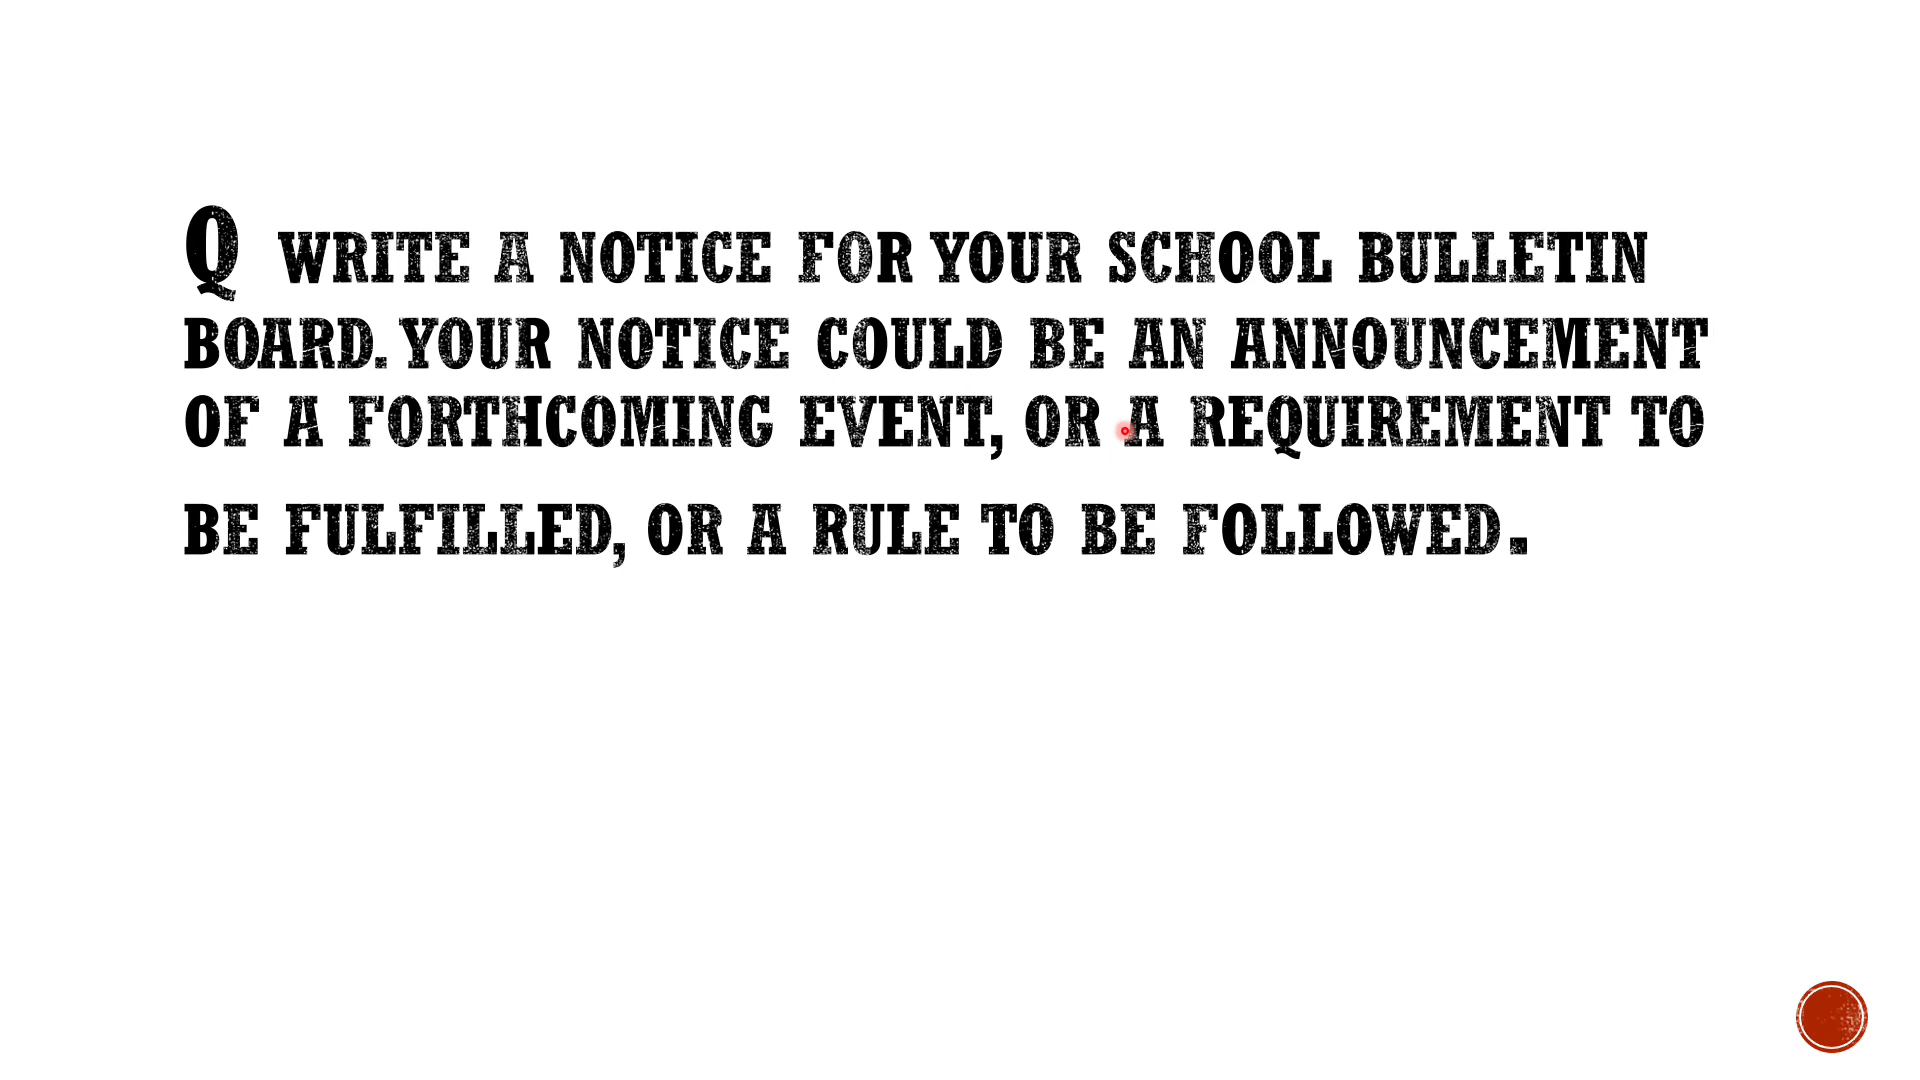 Q WRITE A NOTICE FOR YOUR SCHOOL BULLETIN
BOARD. YOUR NOTICE COULD BE AN ANNOUNCEMENT
OF A FORTHCOMING EVENT, OR A REQUIREMENT TO
BE FULFILLED, OR A RULE TO BE FOLLOWED.